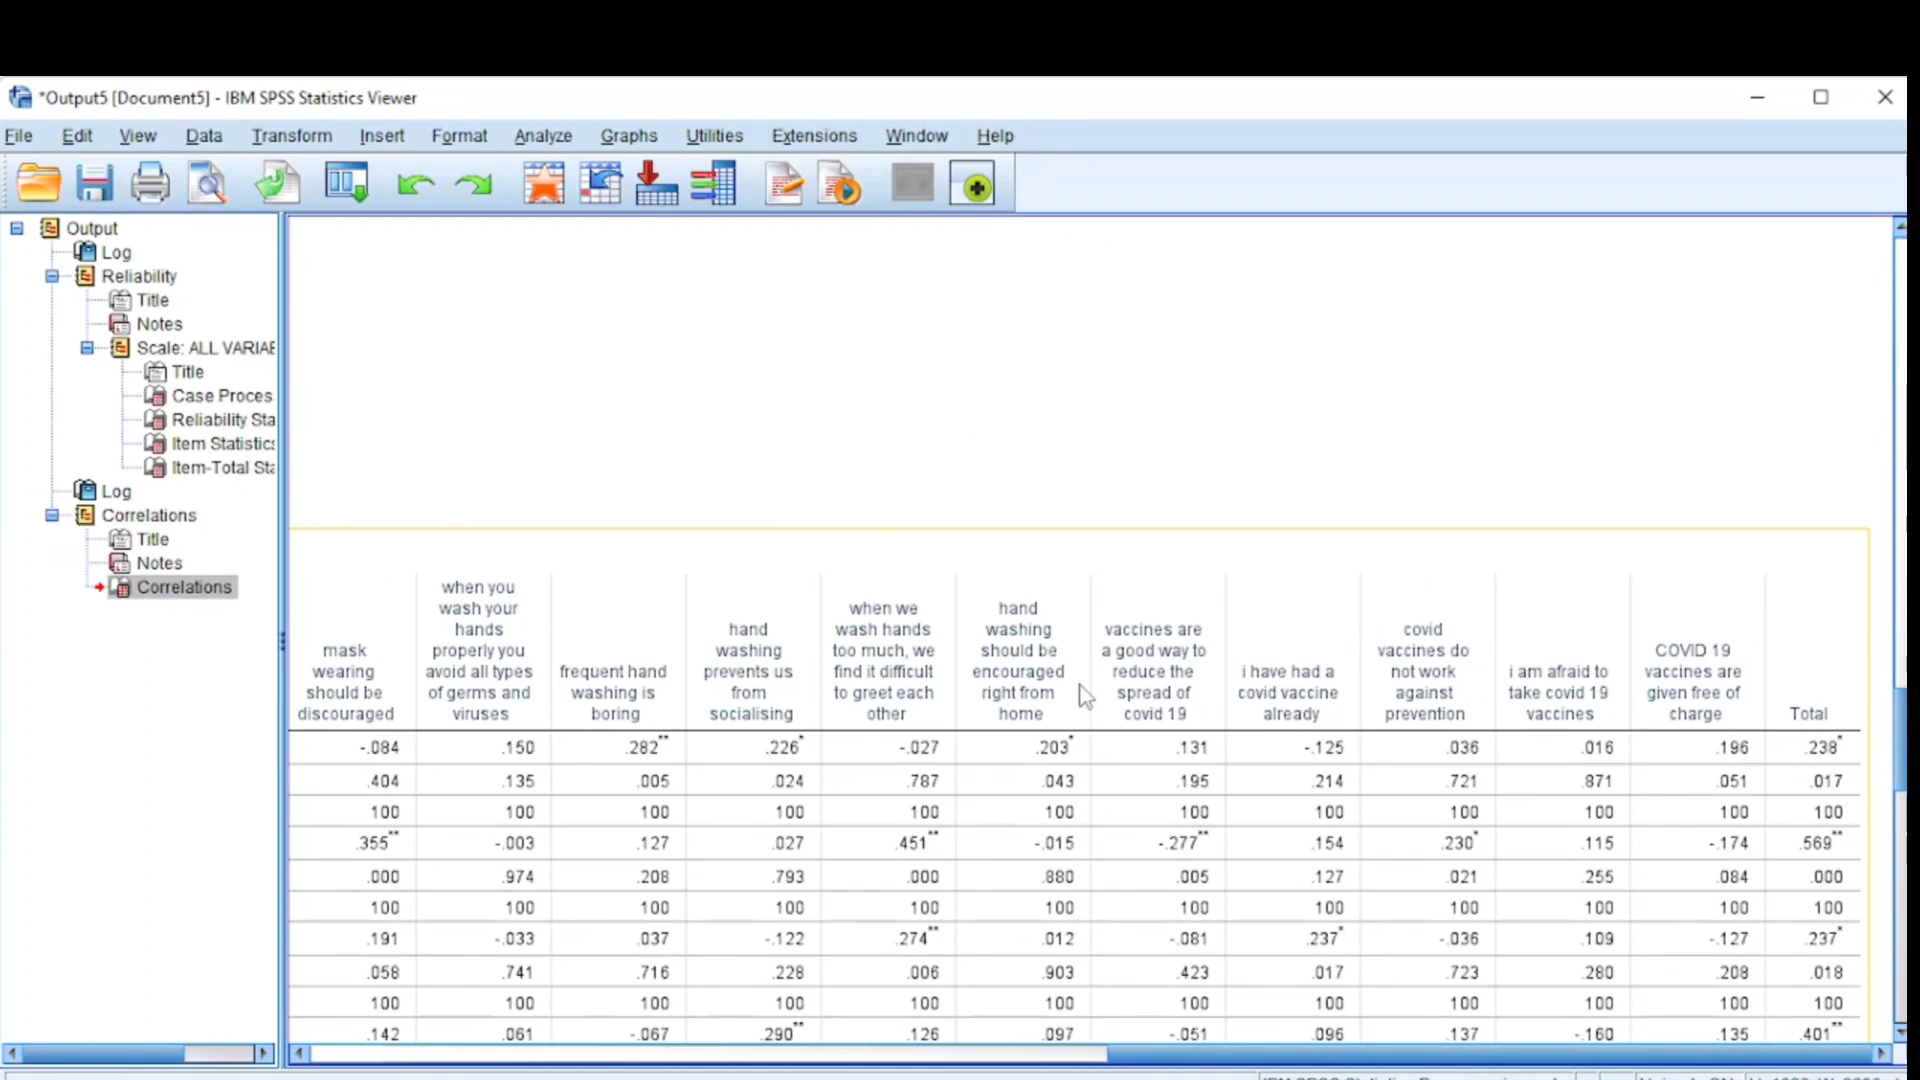 *Output5 [Document5] - IBM SPSS Statistics Viewer
File Edit View Data Transform Insert Format Analyze Graphs Utilities Extensions Window Help
Output
Log
Reliability
Title
Notes
Scale: ALL VARIAB
Title
Case Proces
Reliability Sta
Item Statistics
Item-Total Sta
Log
Correlations
Title
Notes
Correlations
mask
wearing
should be
discouraged
when you
wash your
hands
properly you
avoid all types
of germs and
viruses
frequent hand
washing is
boring
hand
washing
prevents us
from
socialising
when we
wash hands
too much, we
find it difficult
to greet each
other
hand
washing
should be
encouraged
right from
home
vaccines are
a good way to
reduce the
spread of
covid 19
i have had a
covid vaccine
already
covid
vaccines do
not work
against
prevention
i am afraid to
take covid 19
vaccines
COVID 19
vaccines are
given free of
charge
Total
-.084 .150 .282** .226* -.027 .203* .131 -.125 .036 .016 .196 .238*
.404 .135 .005 .024 .787 .043 .195 .214 .721 .871 .051 .017
100 100 100 100 100 100 100 100 100 100 100 100
.355** -.003 .127 .027 .451** -.015 -.277** .154 .230* .115 -.174 .569**
.000 .974 .208 .793 .000 .880 .005 .127 .021 .255 .084 .000
100 100 100 100 100 100 100 100 100 100 100 100
.191 -.033 .037 -.122 .274** .012 -.081 .237* -.036 .109 -.127 .237*
.058 .741 .716 .228 .006 .903 .423 .017 .723 .280 .208 .018
100 100 100 100 100 100 100 100 100 100 100 100
.142 .061 -.067 .290** .126 .097 -.051 .096 .137 -.160 .135 .401**